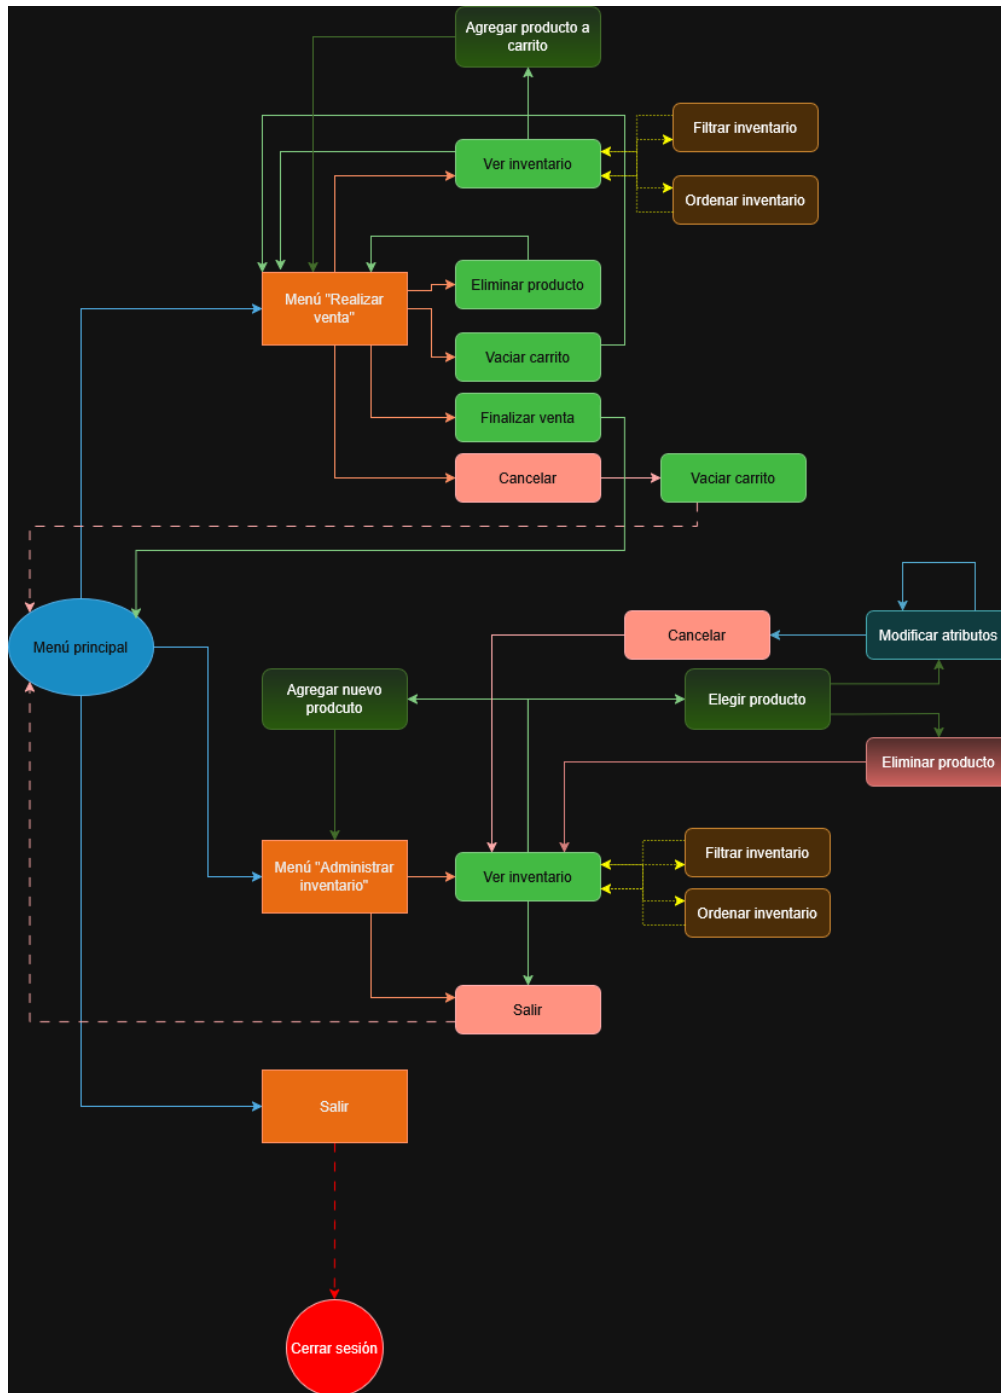 Agregar producto a
carrito
Filtrar inventario
Ver inventario
Ordenar inventario
Eliminar producto
Menú "Realizar
venta"
Vaciar carrito
Finalizar venta
Cancelar
Vaciar carrito
Menú principal
Cancelar
Modificar atributos
Agregar nuevo
prodcuto
Elegir producto
Eliminar producto
Filtrar inventario
Menú "Administrar
inventario"
Ver inventario
Ordenar inventario
Salir
Salir
Cerrar sesión